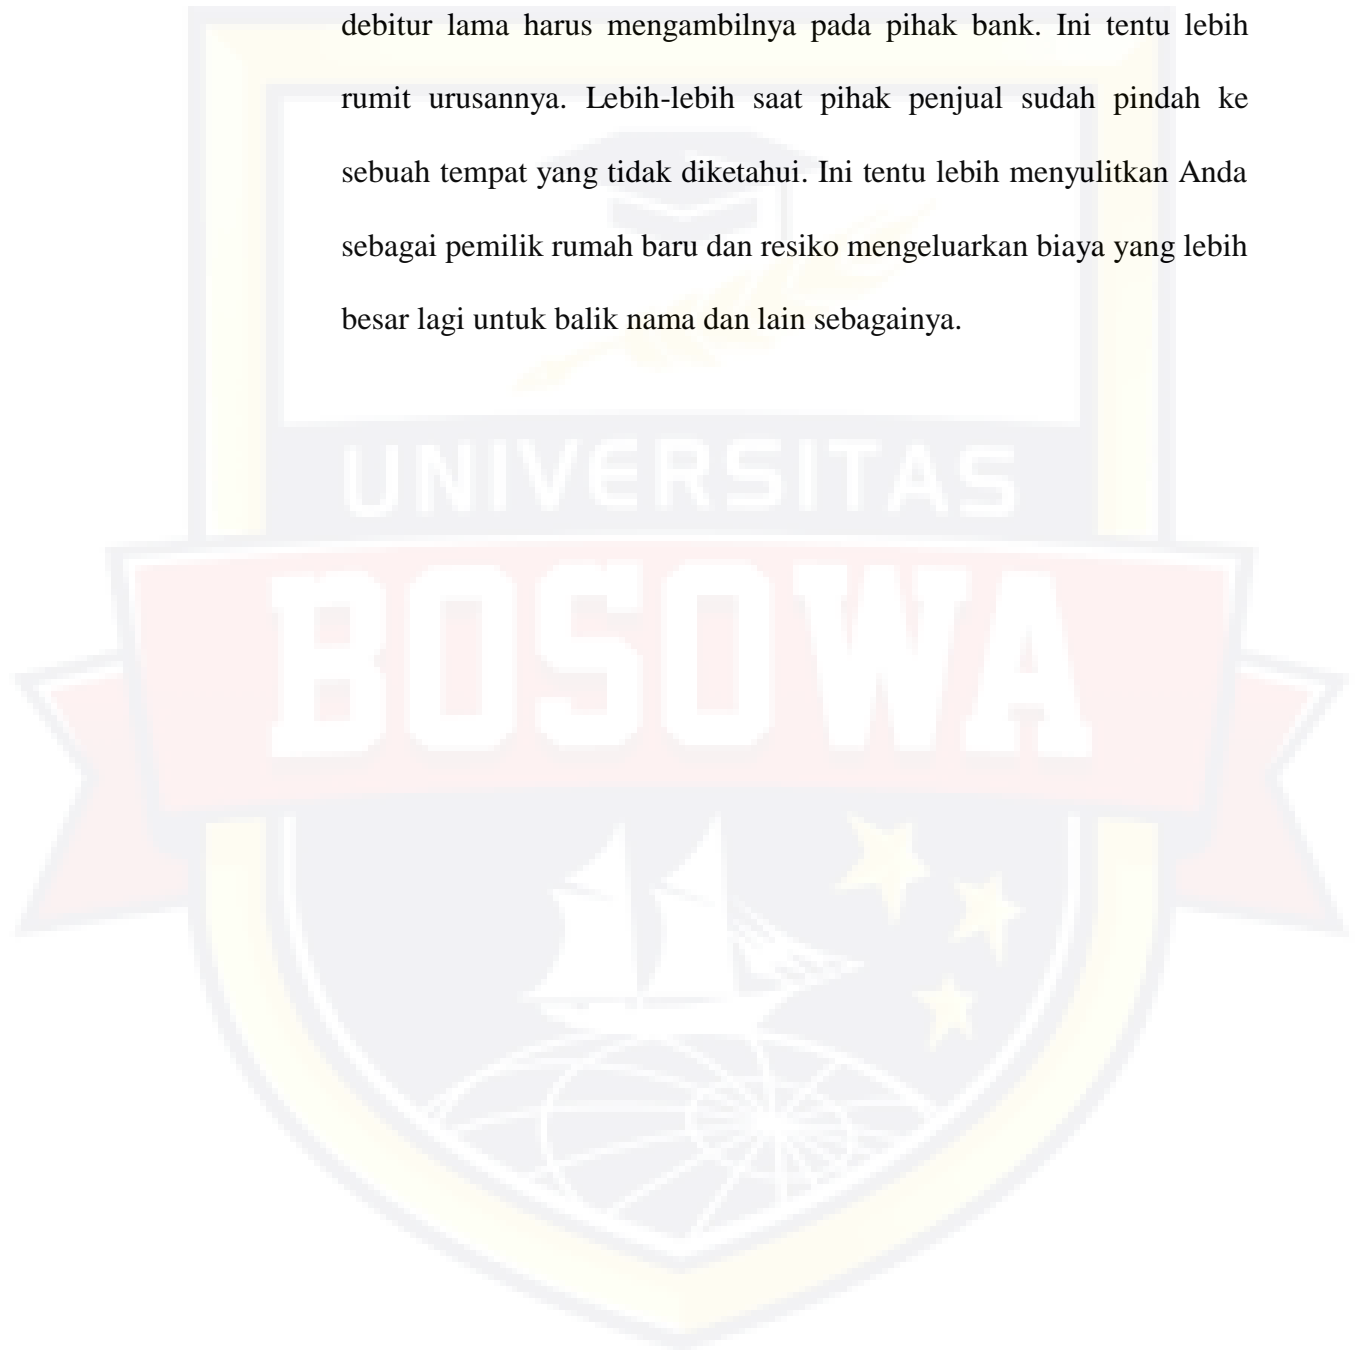 debitur lama harus mengambilnya pada pihak bank. Ini tentu lebih
rumit urusannya. Lebih-lebih saat pihak penjual sudah pindah ke
sebuah tempat yang tidak diketahui. Ini tentu lebih menyulitkan Anda
sebagai pemilik rumah baru dan resiko mengeluarkan biaya yang lebih
besar lagi untuk balik nama dan lain sebagainya.
UNIVERSITAS
BOSOWA